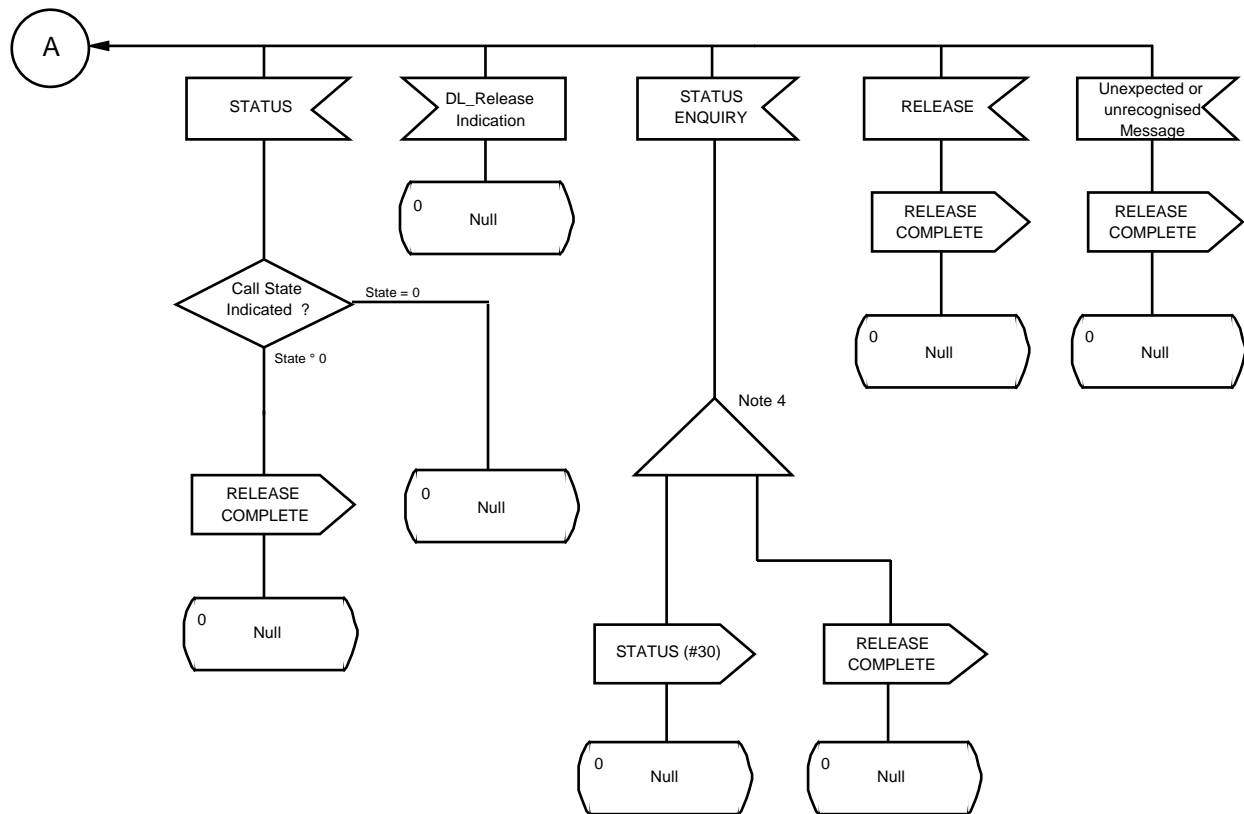 A
STATUS
DL_Release
Indication
STATUS
ENQUIRY
RELEASE
Unexpected or
unrecognised
Message
0
Null
RELEASE
COMPLETE
RELEASE
COMPLETE
Call State
Indicated ?
State = 0
State ° 0
0
Null
0
Null
Note 4
RELEASE
COMPLETE
0
Null
0
Null
STATUS (#30)
RELEASE
COMPLETE
0
Null
0
Null